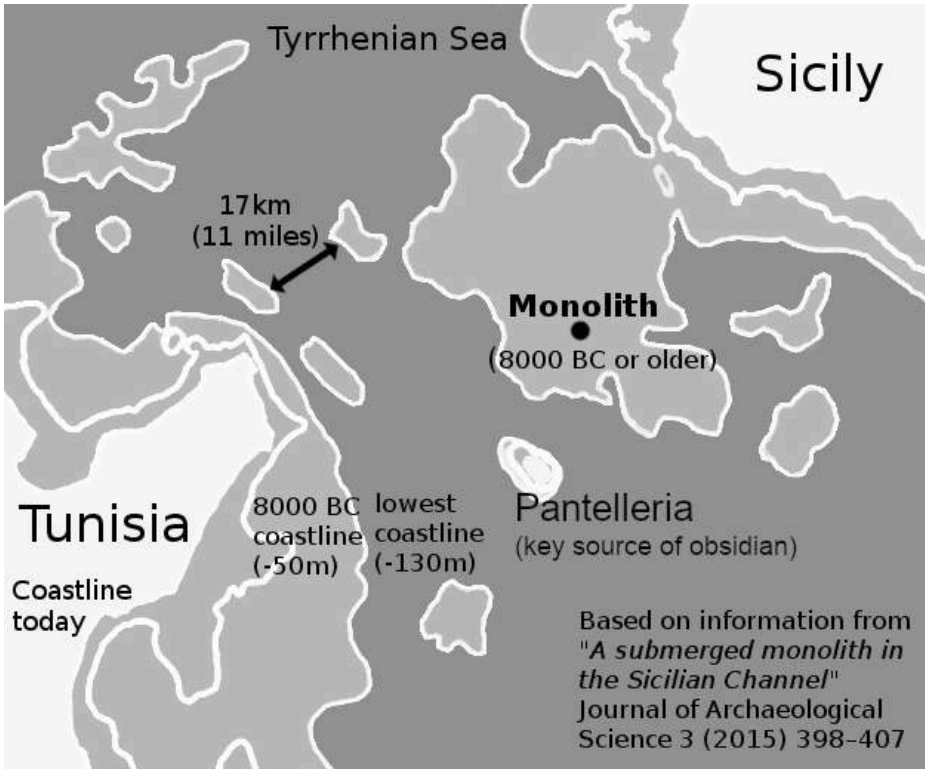 Tyrrhenian Sea
Sicily
17km
(11 miles)
Monolith
(8000 BC or older)
Tunisia
8000 BC
coastline
(-50m)
lowest
coastline
(-130m)
Pantelleria
(key source of obsidian)
Coastline
today
Based on information from
"A submerged monolith in
the Sicilian Channel"
Journal of Archaeological
Science 3 (2015) 398–407